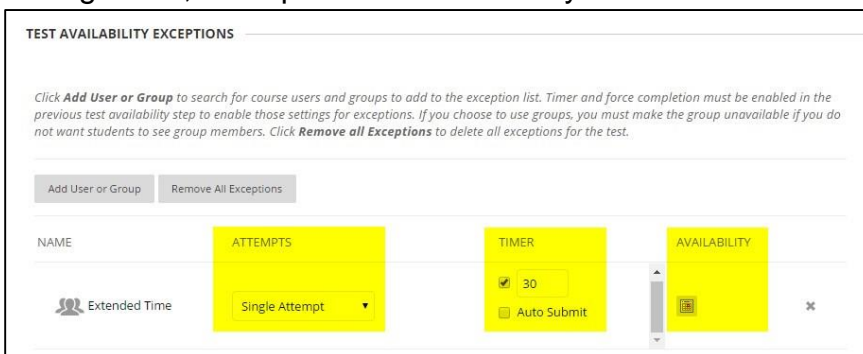 TEST AVAILABILITY EXCEPTIONS
Click Add User or Group to search for course users and groups to add to the exception list. Timer and force completion must be enabled in the
previous test availability step to enable those settings for exceptions. If you choose to use groups, you must make the group unavailable if you do
not want students to see group members. Click Remove all Exceptions to delete all exceptions for the test.
Add User or Group Remove All Exceptions
NAME ATTEMPTS TIMER AVAILABILITY
Extended Time Single Attempt 30
Auto Submit